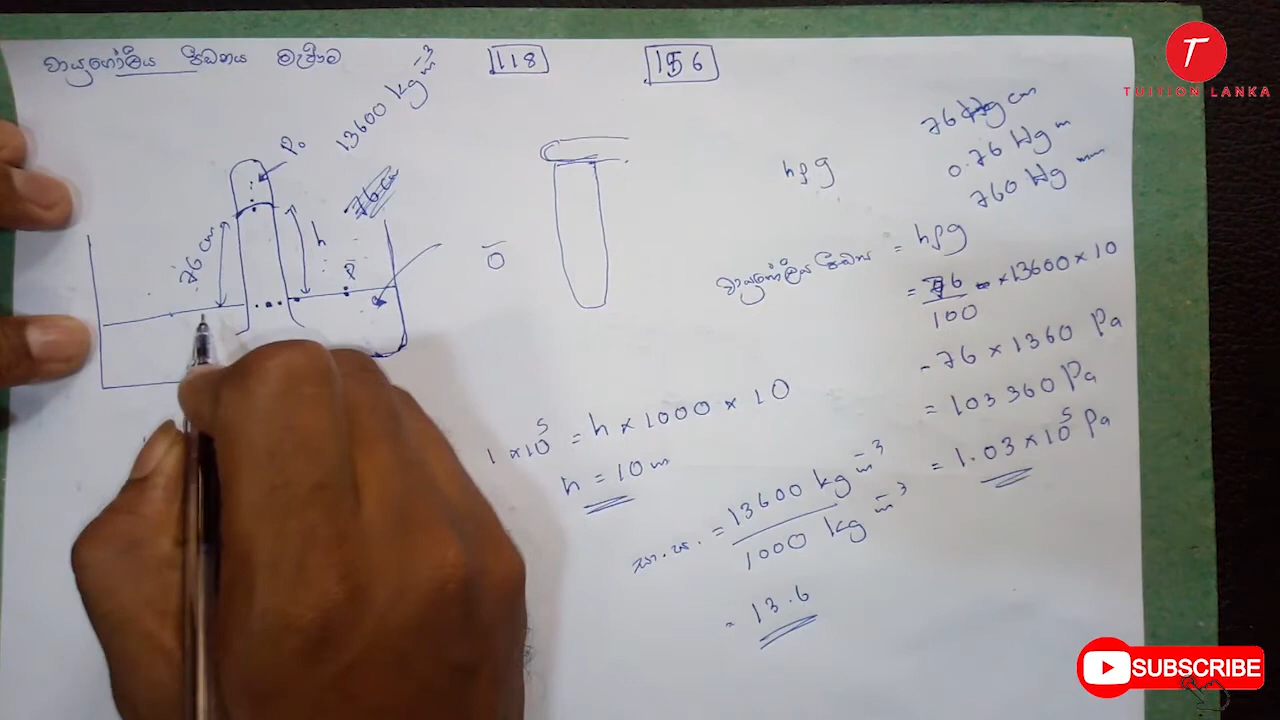 වායුගෝලීය පීඩනය මැනීම
118
156
TUITION LANKA
13600 kg m⁻³
P₀
76 cm
h
P
hρg
76 Hg cm
0.76 Hg m
760 Hg mm
වායුගෝලීය පීඩනය = hρg
= 76/100 × 13600 × 10
= 76 × 1360 Pa
= 103360 Pa
= 1.03 × 10⁵ Pa
1 × 10⁵ = h × 1000 × 10
h = 10 m
සා.ඝ. = 13600 kg m⁻³ / 1000 kg m⁻³
= 13.6
SUBSCRIBE